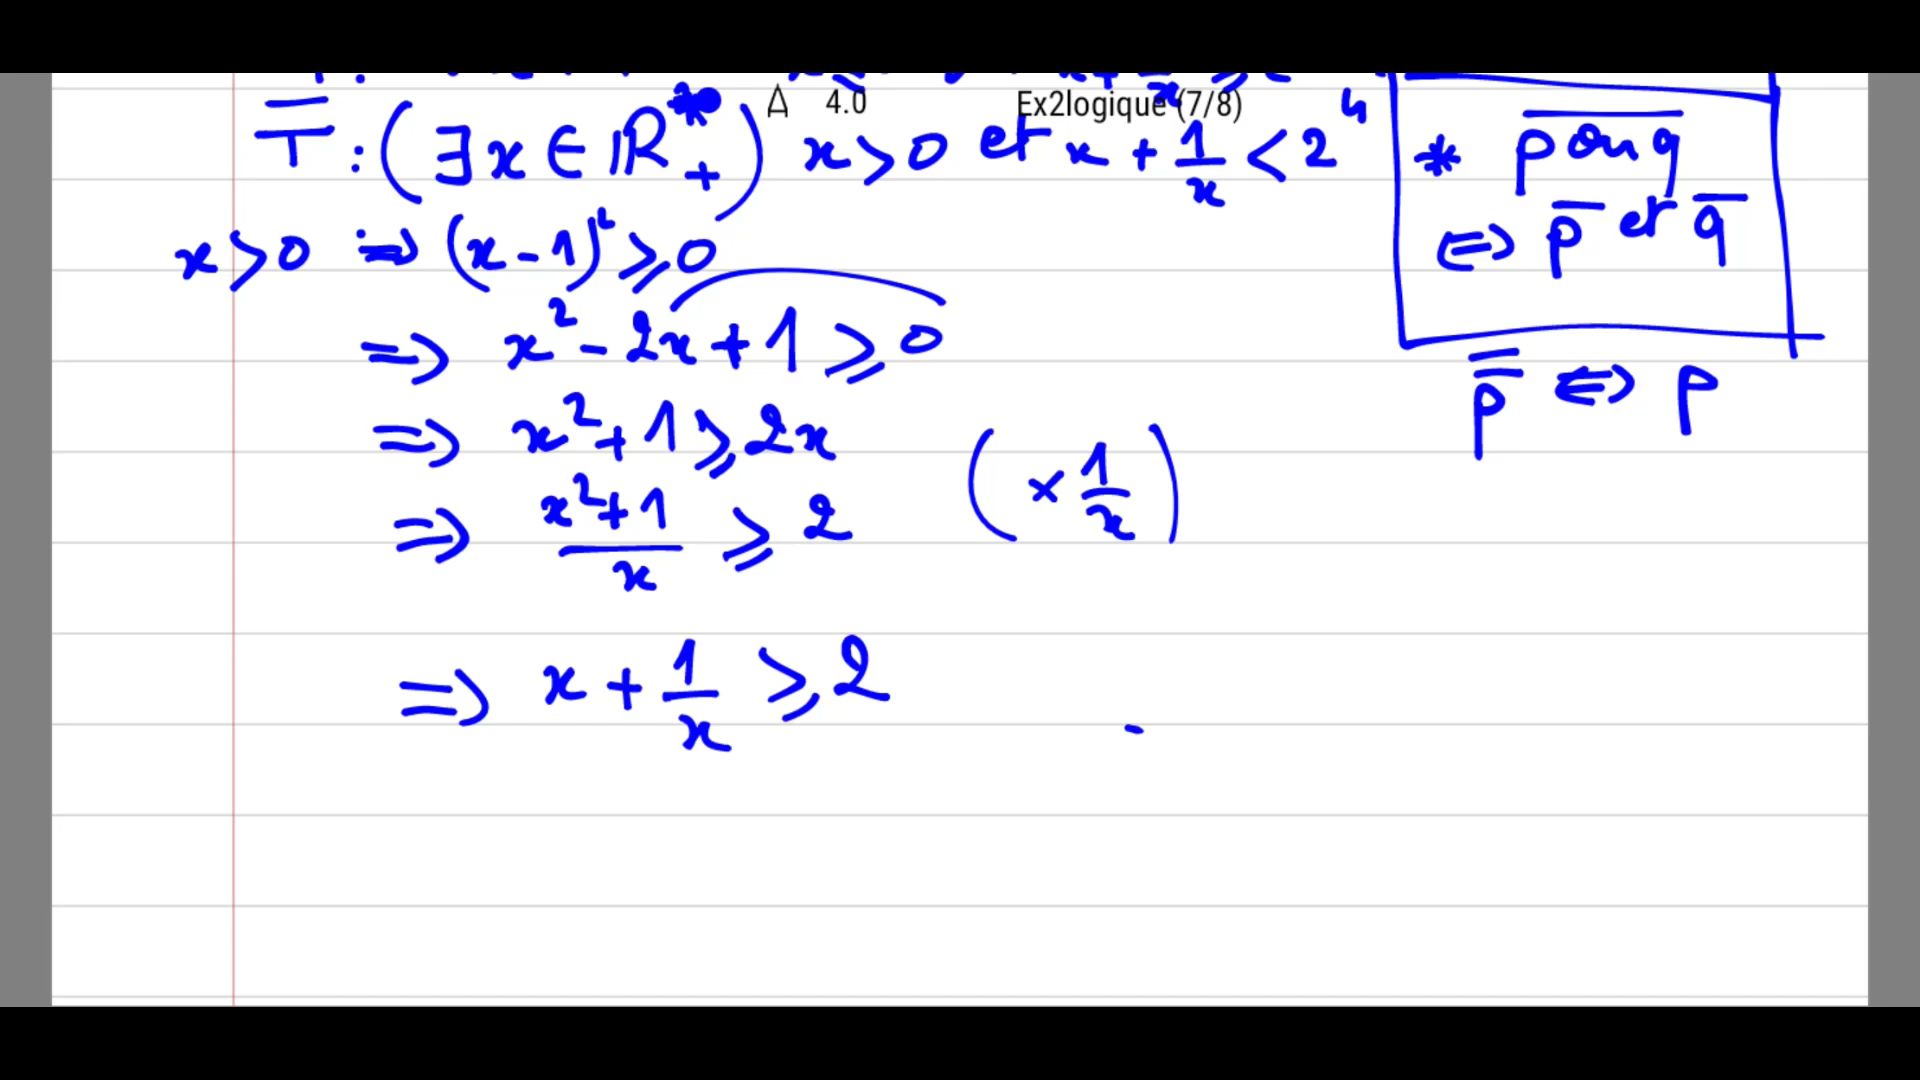 Δ 4.0 Ex2logique (7/8)
T̅ : (∃x ∈ ℝ*₊) x > 0 et x + 1/x < 2
* p̅ ̅o̅u̅ ̅q̅
⇔ p̅ et q̅
x > 0 ⇒ (x - 1)² ⩾ 0
⇒ x² - 2x + 1 ⩾ 0
p̿ ⇔ p
⇒ x² + 1 ⩾ 2x
⇒ (x² + 1)/x ⩾ 2 (× 1/x)
⇒ x + 1/x ⩾ 2